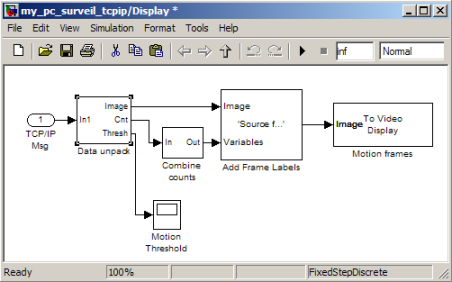 my_pc_surveil_tcpip/Display *
File Edit View Simulation Format Tools Help
inf Normal
1
TCP/IP
Msg
In1
Image
Cnt
Thresh
Data unpack
In Out
Combine
counts
Image
'Source f...'
Variables
Add Frame Labels
Image
To Video
Display
Motion frames
Motion
Threshold
Ready 100% FixedStepDiscrete